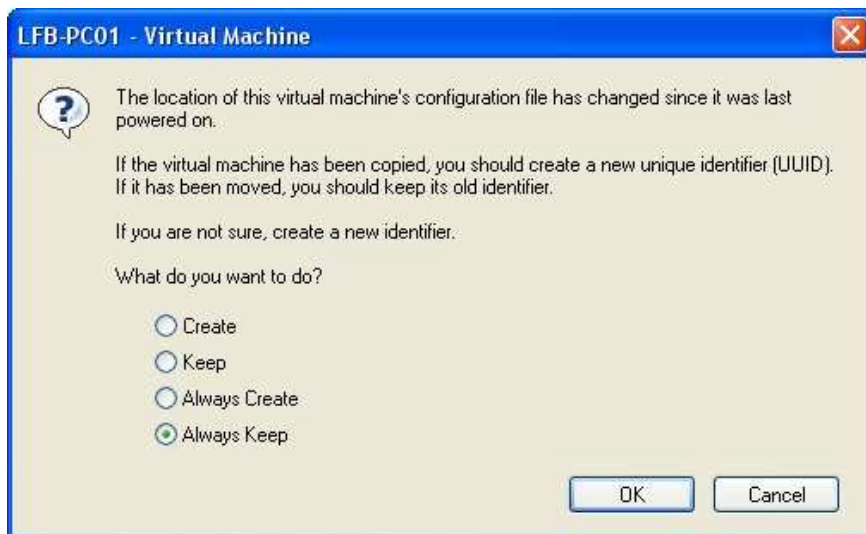 LFB-PC01 - Virtual Machine
The location of this virtual machine's configuration file has changed since it was last
powered on.
If the virtual machine has been copied, you should create a new unique identifier (UUID).
If it has been moved, you should keep its old identifier.
If you are not sure, create a new identifier.
What do you want to do?
Create
Keep
Always Create
Always Keep
OK
Cancel